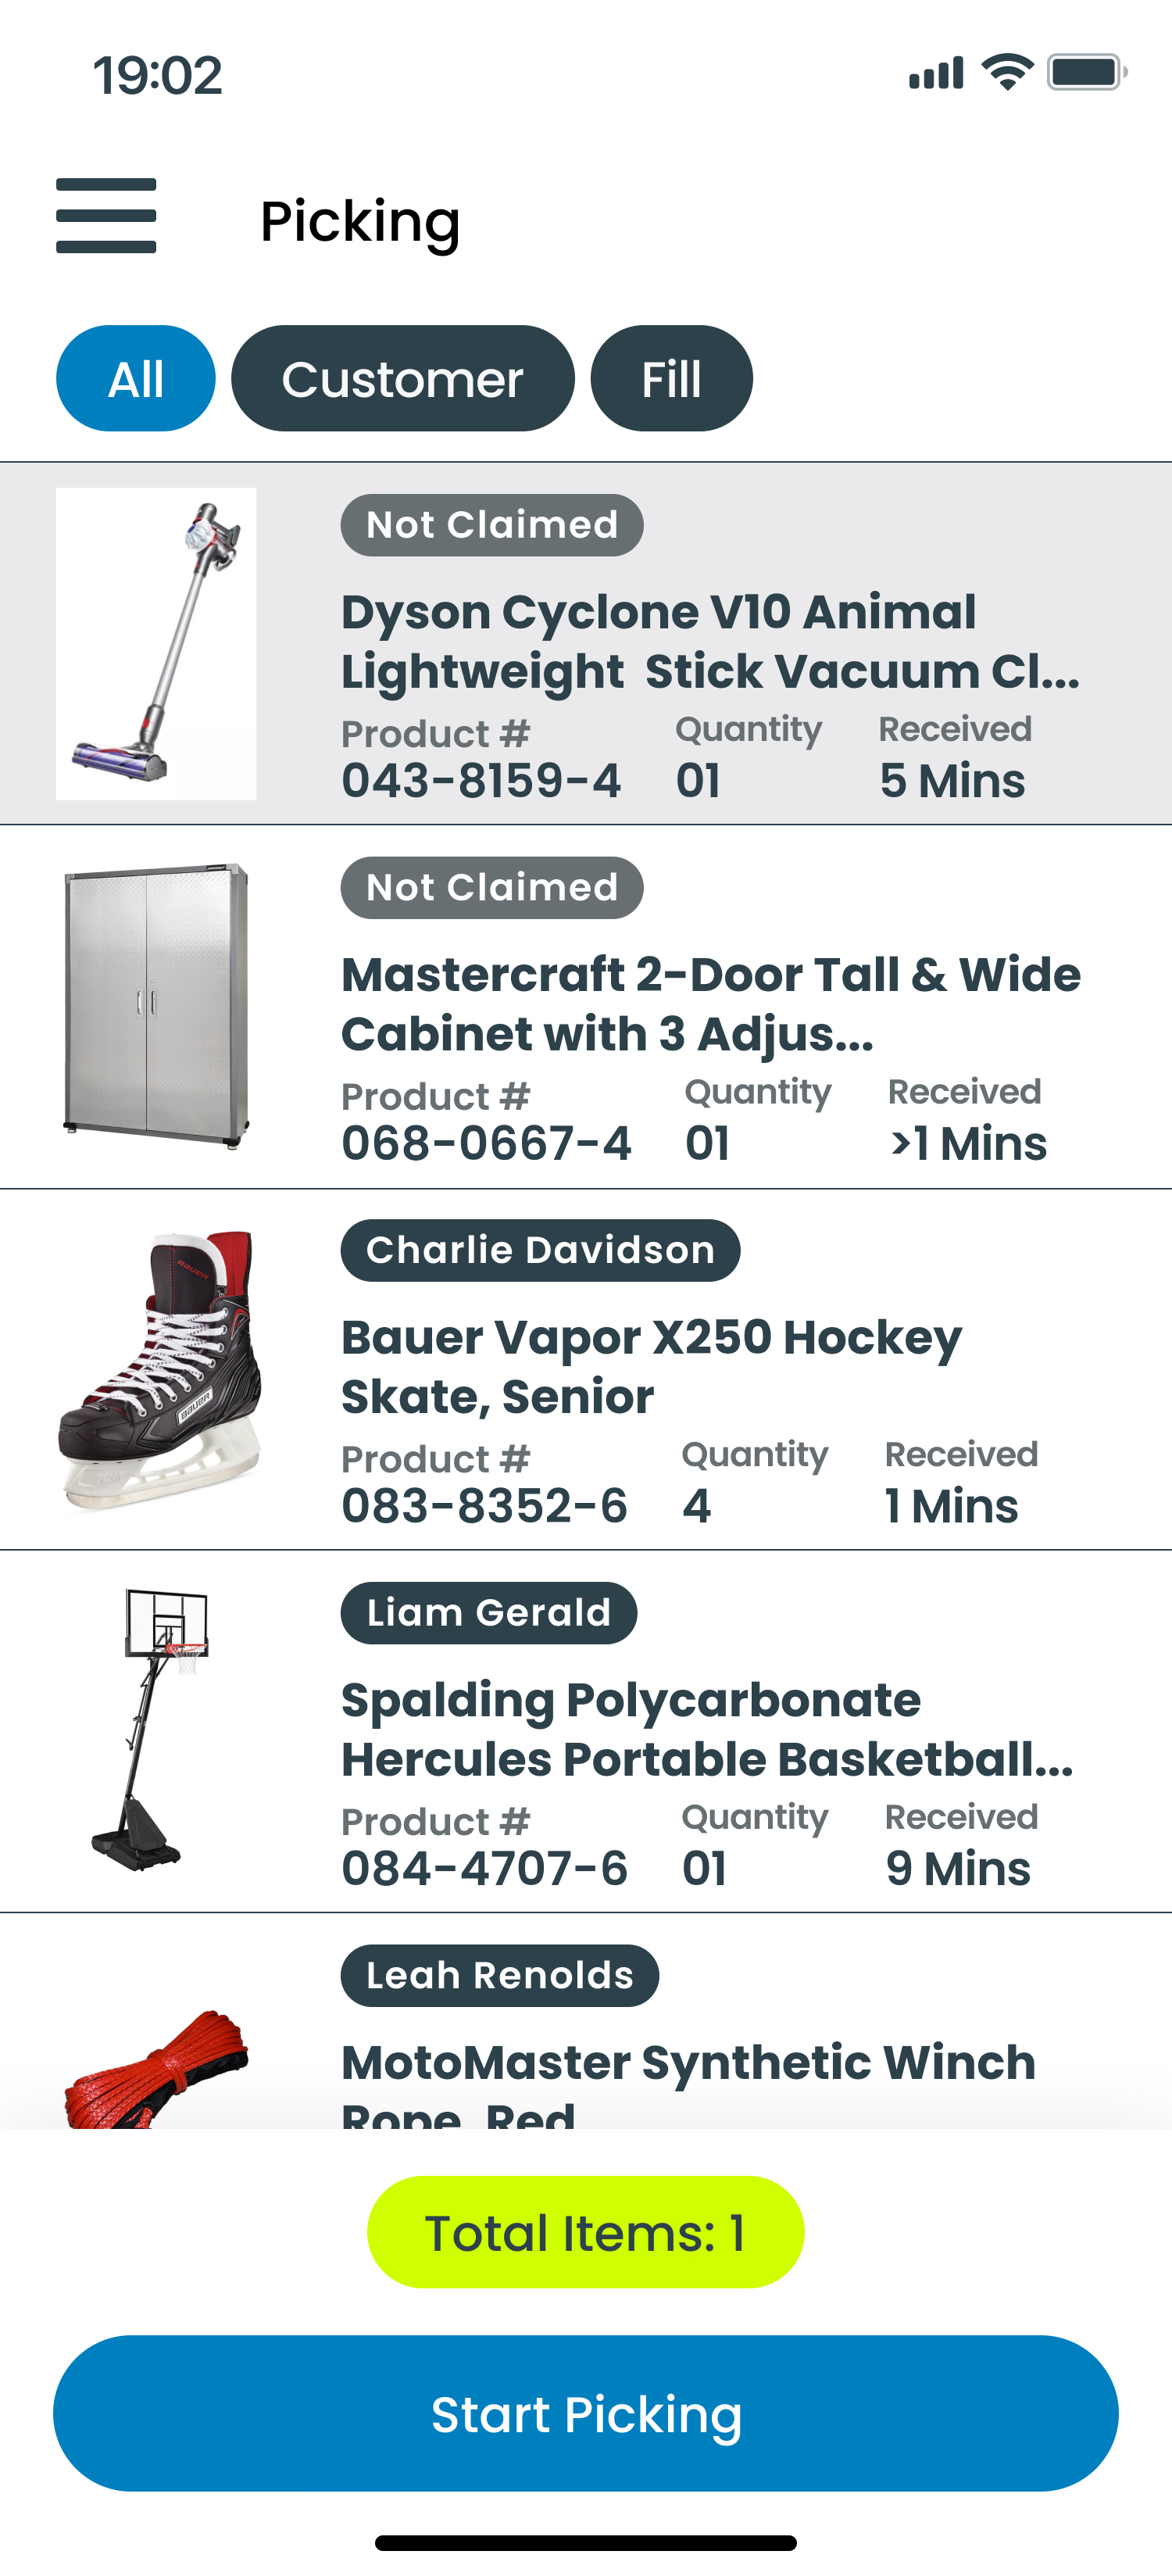 19:02
Picking
All
Customer
Fill
Not Claimed
Dyson Cyclone V10 Animal
Lightweight  Stick Vacuum Cl...
Product #
Quantity
Received
043-8159-4
01
5 Mins
Not Claimed
Mastercraft 2-Door Tall & Wide
Cabinet with 3 Adjus...
Product #
Quantity
Received
068-0667-4
01
>1 Mins
BAUER
BAUER
Charlie Davidson
Bauer Vapor X250 Hockey
Skate, Senior
Product #
Quantity
Received
083-8352-6
4
1 Mins
Liam Gerald
Spalding Polycarbonate
Hercules Portable Basketball...
Product #
Quantity
Received
084-4707-6
01
9 Mins
Leah Renolds
MotoMaster Synthetic Winch
Rope, Red
Total Items: 1
Start Picking